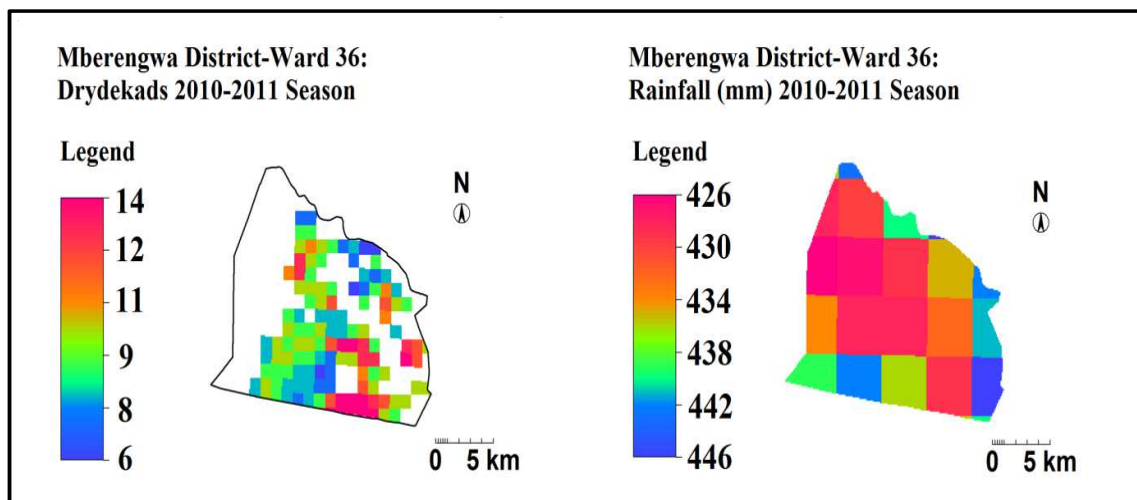 Mberengwa District-Ward 36:
Drydekads 2010-2011 Season
Legend
14
12
11
9
8
6
N
0 5 km
Mberengwa District-Ward 36:
Rainfall (mm) 2010-2011 Season
Legend
426
430
434
438
442
446
N
0 5 km